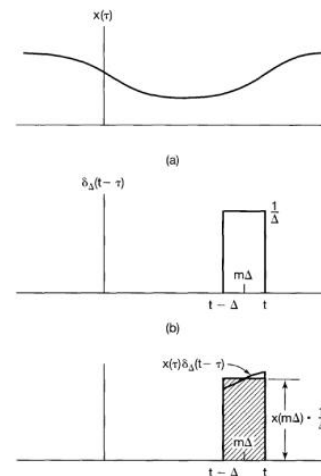 x(τ)
(a)
δΔ(t − τ)
1/Δ
mΔ
t − Δ t
(b)
x(τ)δΔ(t − τ)
x(mΔ) ·
mΔ
t − Δ t